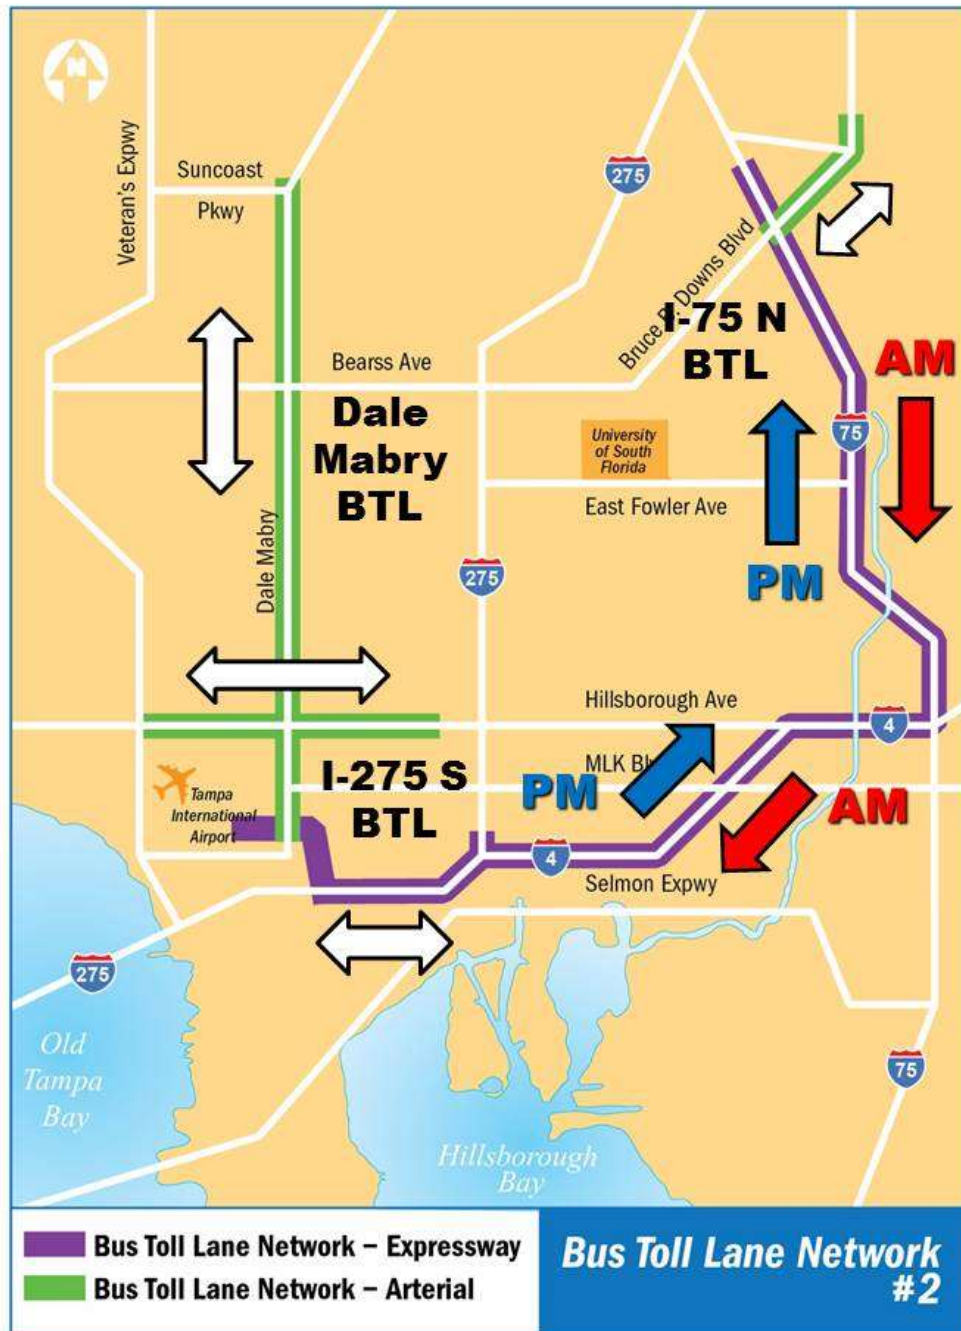 N
Veteran's Expwy
Suncoast
Pkwy
275
Bruce B. Downs Blvd
I-75 N
BTL
AM
Bearss Ave
Dale
Mabry
BTL
75
University
of South
Florida
East Fowler Ave
PM
Dale Mabry
275
Hillsborough Ave
4
MLK
I-275 S
BTL
PM
AM
Tampa
International
Airport
4
Selmon Expwy
275
75
Old
Tampa
Bay
Hillsborough
Bay
Bus Toll Lane Network – Expressway
Bus Toll Lane Network – Arterial
Bus Toll Lane Network
#2